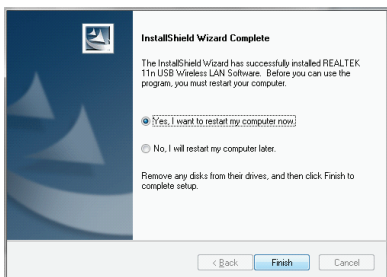 InstallShield Wizard Complete
The InstallShield Wizard has successfully installed REALTEK
11n USB Wireless LAN Software. Before you can use the
program, you must restart your computer.
Yes, I want to restart my computer now.
No, I will restart my computer later.
Remove any disks from their drives, and then click Finish to
complete setup.
< Back Finish Cancel